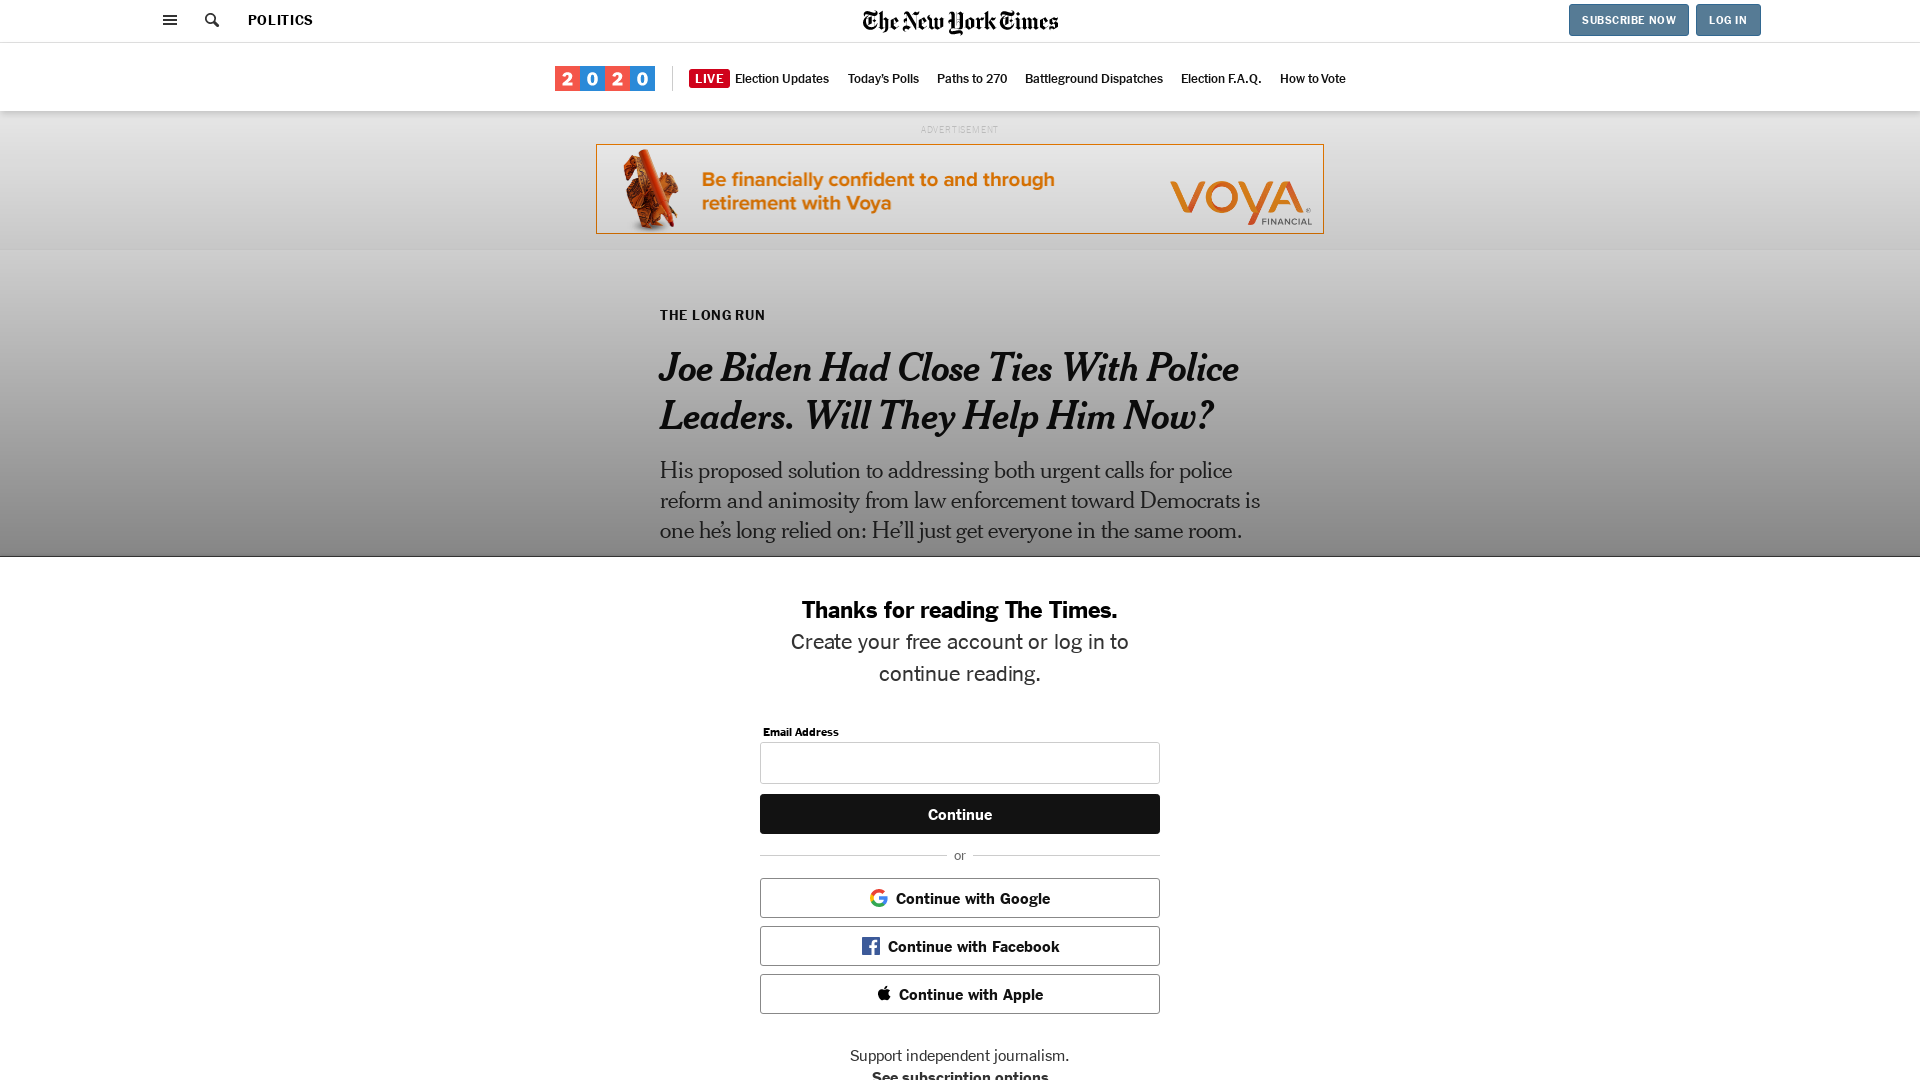 POLITICS
The New York Times
SUBSCRIBE NOW
LOG IN
2020
LIVE Election Updates
Today's Polls
Paths to 270
Battleground Dispatches
Election F.A.Q.
How to Vote
ADVERTISEMENT
Be financially confident to and through
retirement with Voya
VOYA®
FINANCIAL
THE LONG RUN
Joe Biden Had Close Ties With Police
Leaders. Will They Help Him Now?
His proposed solution to addressing both urgent calls for police
reform and animosity from law enforcement toward Democrats is
one he's long relied on: He'll just get everyone in the same room.
Thanks for reading The Times.
Create your free account or log in to
continue reading.
Email Address
Continue
or
Continue with Google
Continue with Facebook
Continue with Apple
Support independent journalism.
See subscription options